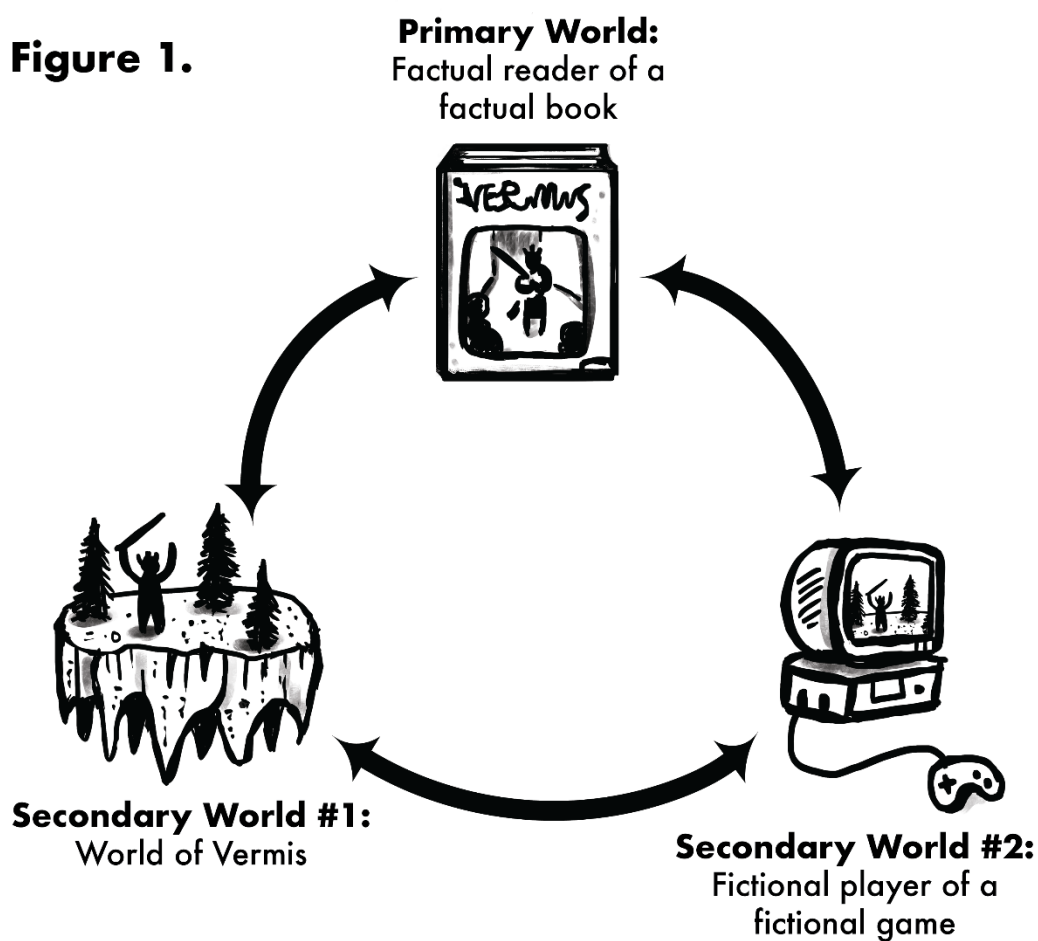 Figure 1.
Primary World:
Factual reader of a
factual book
VERMIS
Secondary World #1:
World of Vermis
Secondary World #2:
Fictional player of a
fictional game